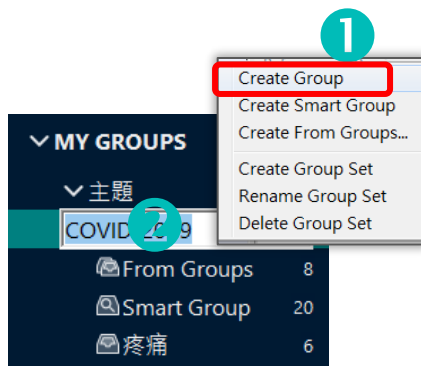 1
Create Group
Create Smart Group
Create From Groups...
Create Group Set
Rename Group Set
Delete Group Set
MY GROUPS
主題
2
From Groups 8
Smart Group 20
疼痛 6